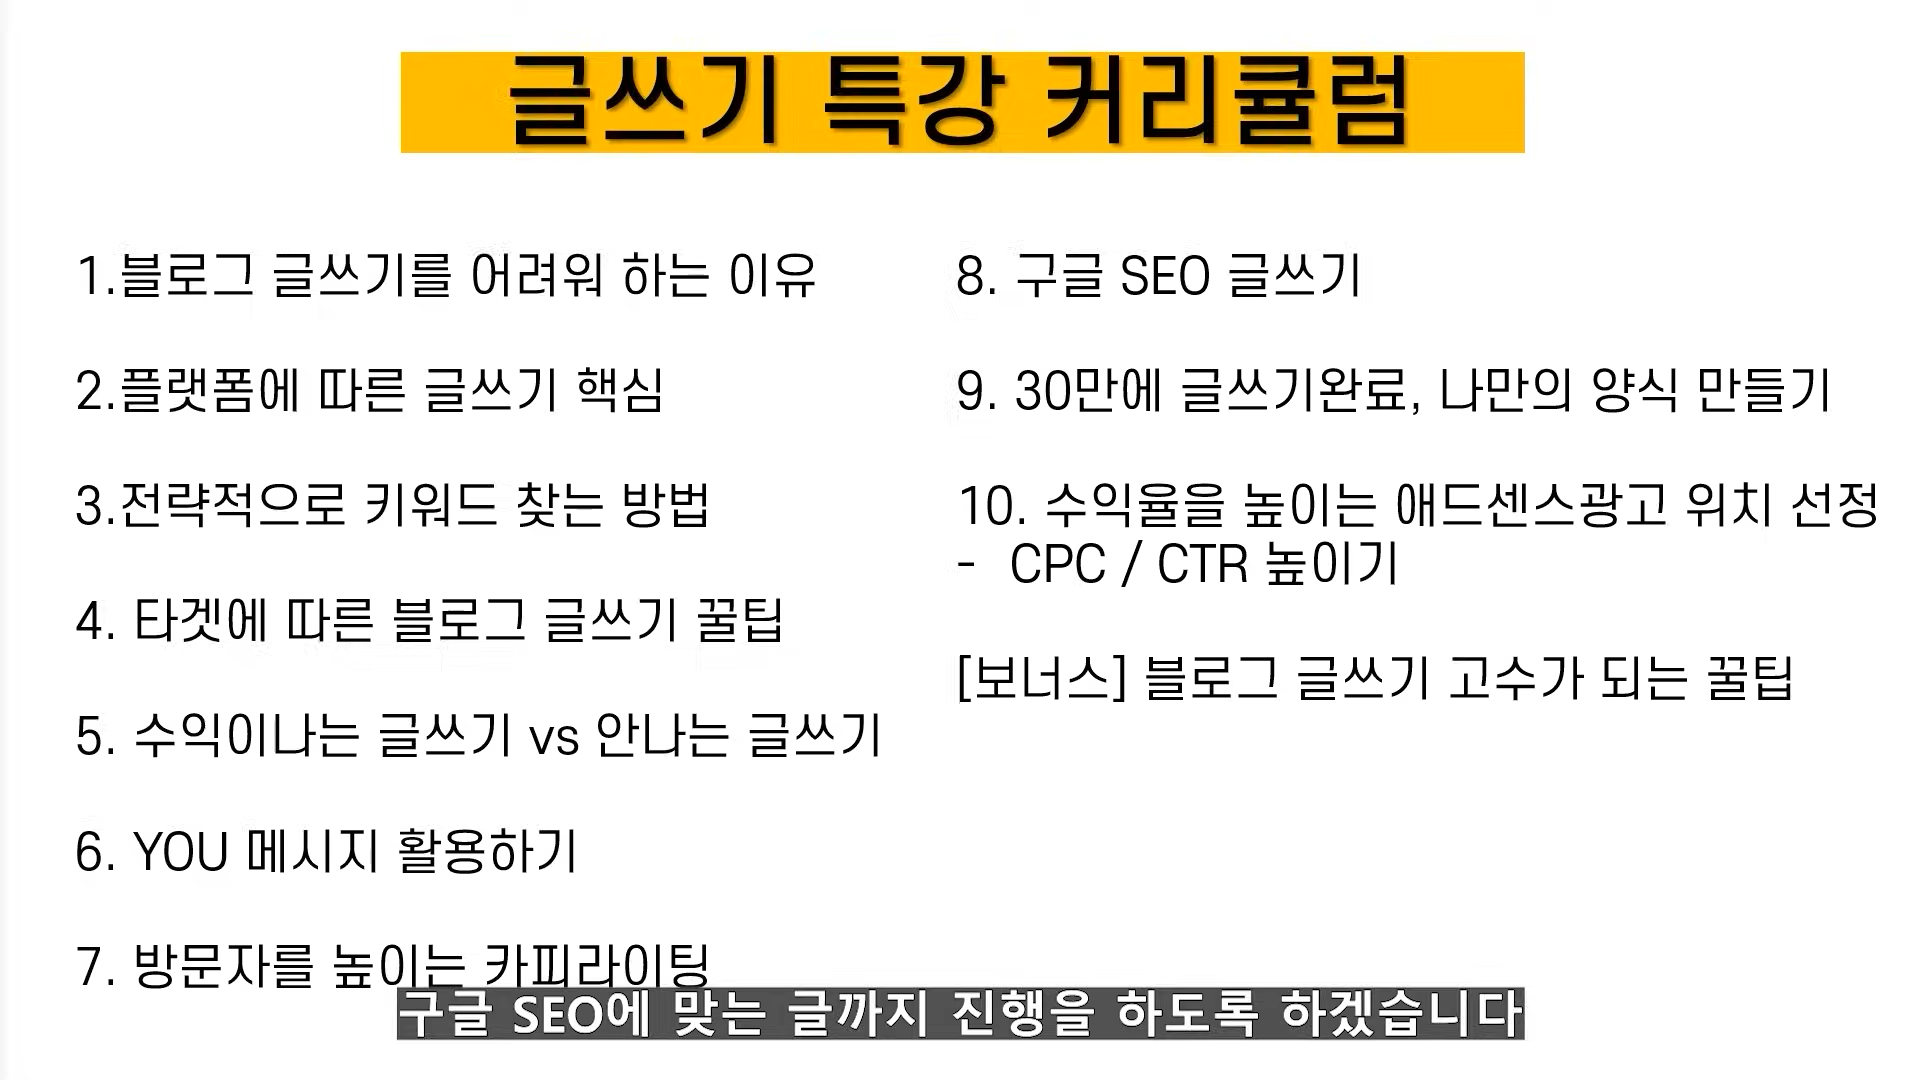 글쓰기 특강 커리큘럼
1.블로그 글쓰기를 어려워 하는 이유
2.플랫폼에 따른 글쓰기 핵심
3.전략적으로 키워드 찾는 방법
4. 타겟에 따른 블로그 글쓰기 꿀팁
5. 수익이나는 글쓰기 vs 안나는 글쓰기
6. YOU 메시지 활용하기
7. 방문자를 높이는 카피라이팅
8. 구글 SEO 글쓰기
9. 30만에 글쓰기완료, 나만의 양식 만들기
10. 수익율을 높이는 애드센스광고 위치 선정
- CPC / CTR 높이기
[보너스] 블로그 글쓰기 고수가 되는 꿀팁
구글 SEO에 맞는 글까지 진행을 하도록 하겠습니다